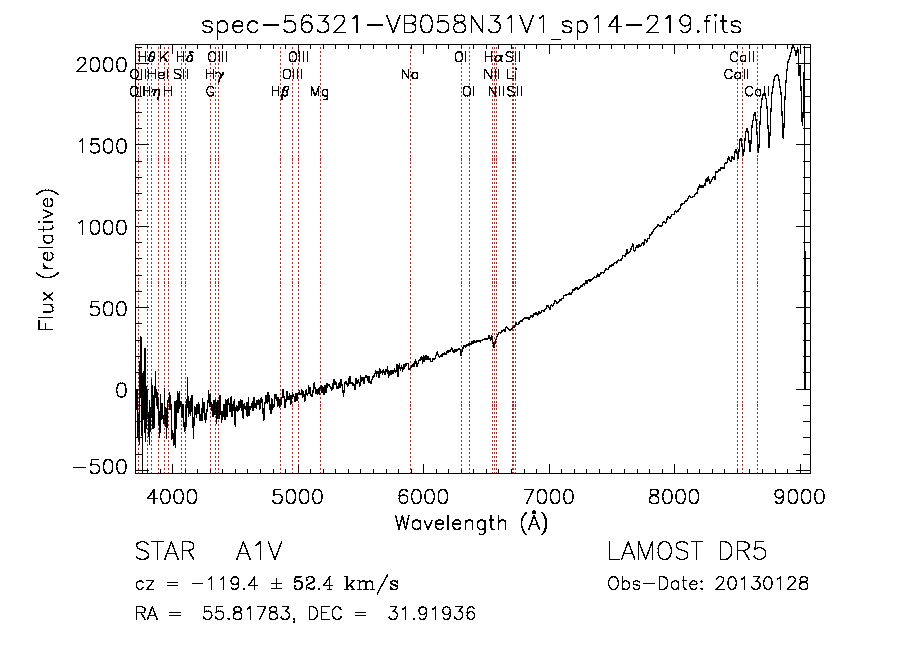 spec-56321-VB058N31V1_sp14-219.fits
Hθ K Hδ OIII OIII OI Hα SII CaII
OII HeI SII Hγ OIII Na NII Li CaII
OII Hη H G Hβ Mg OI NII SII CaII
2000
1500
1000
500
0
-500
Flux (relative)
4000 5000 6000 7000 8000 9000
Wavelength (Å)
STAR A1V LAMOST DR5
cz = -119.4 ± 52.4 km/s Obs-Date: 20130128
RA = 55.81783, DEC = 31.91936